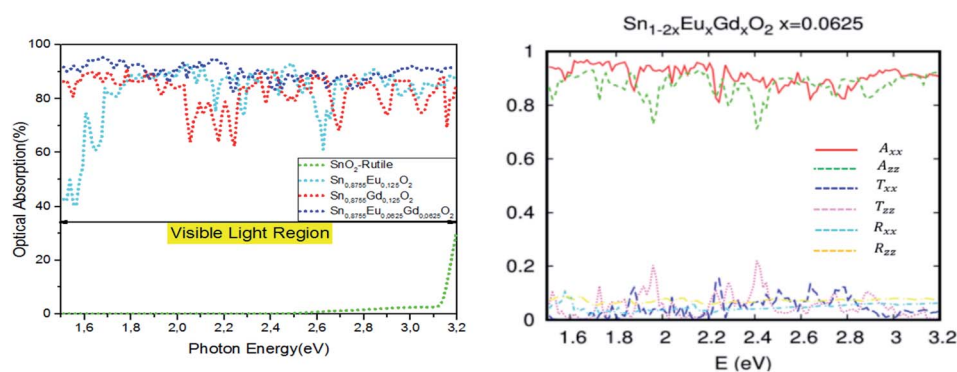 Optical Absorption(%)
100
80
60
40
20
0
SnO2-Rutile
Sn0,8755Eu0,125O2
Sn0,8755Gd0,125O2
Sn0,8755Eu0,0625Gd0,0625O2
Visible Light Region
1,6 1,8 2,0 2,2 2,4 2,6 2,8 3,0 3,2
Photon Energy(eV)
Sn1-2xEuxGdxO2 x=0.0625
1
0.8
0.6
0.4
0.2
0
Axx
Azz
Txx
Tzz
Rxx
Rzz
1.6 1.8 2 2.2 2.4 2.6 2.8 3 3.2
E (eV)